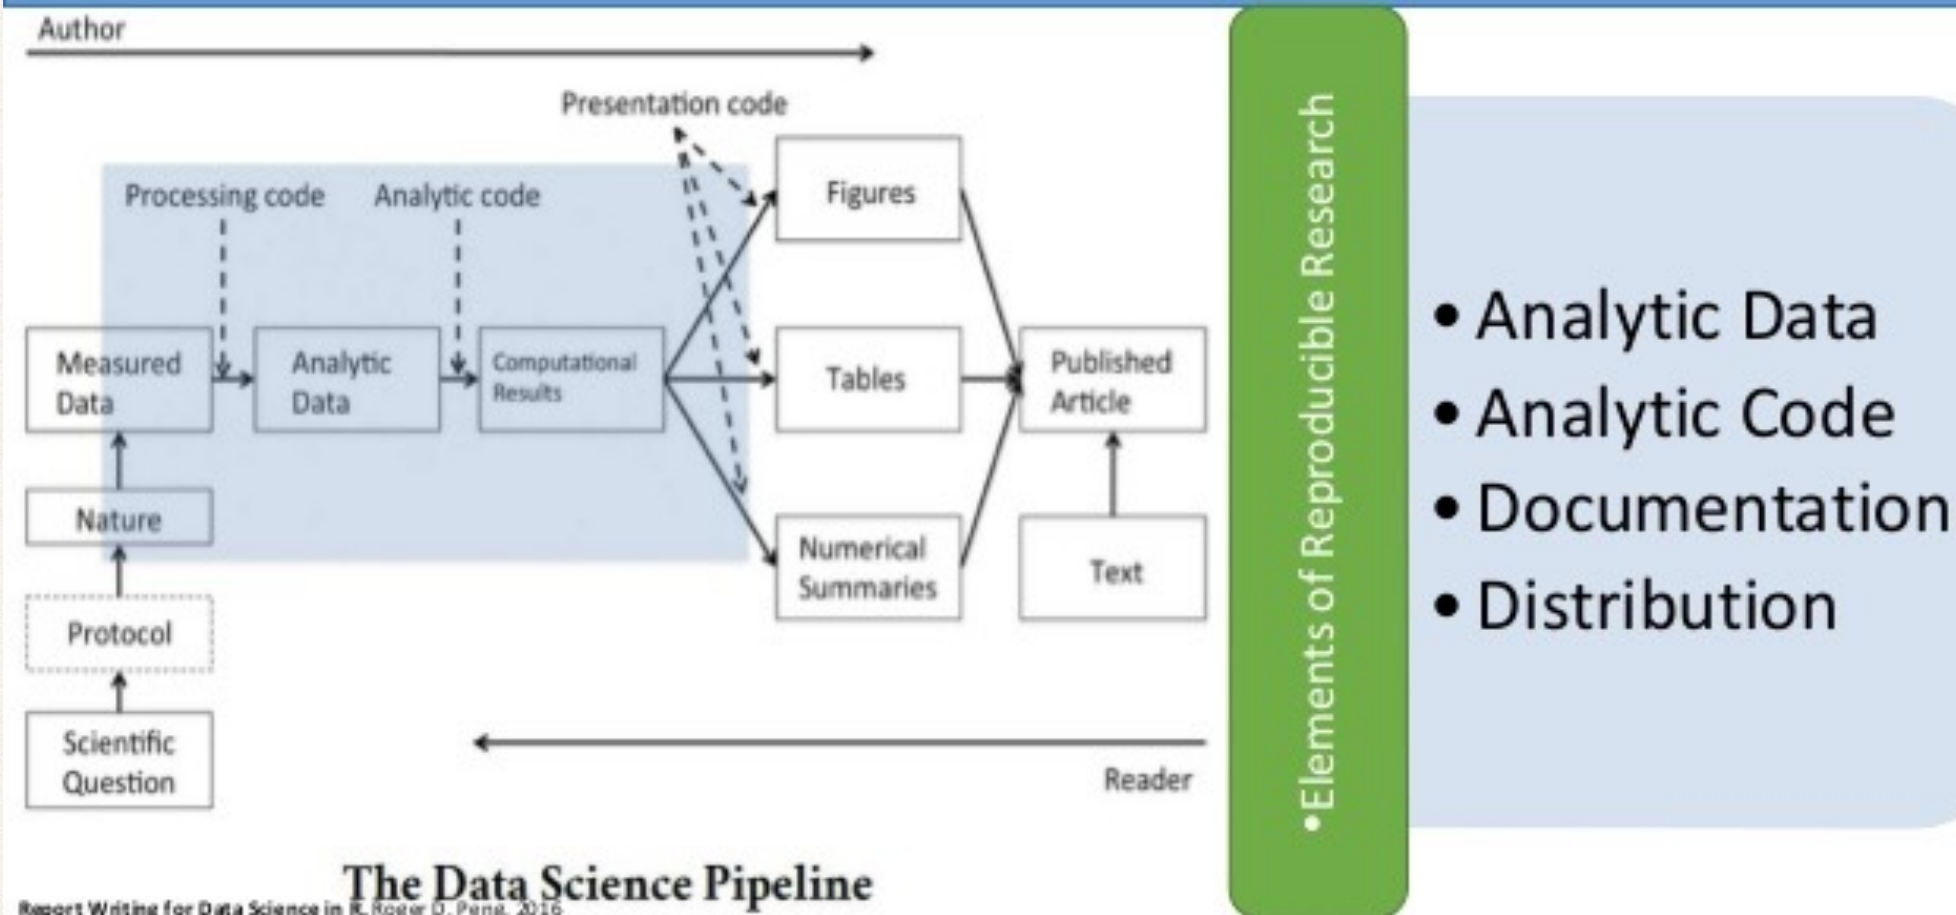 Author
Presentation code
Processing code
Analytic code
Figures
Measured
Data
Analytic
Data
Computational
Results
Tables
Published
Article
Nature
Numerical
Summaries
Text
Protocol
Scientific
Question
Reader
The Data Science Pipeline
Report Writing for Data Science in R. Roger D. Peng, 2016
•Elements of Reproducible Research
• Analytic Data
• Analytic Code
• Documentation
• Distribution